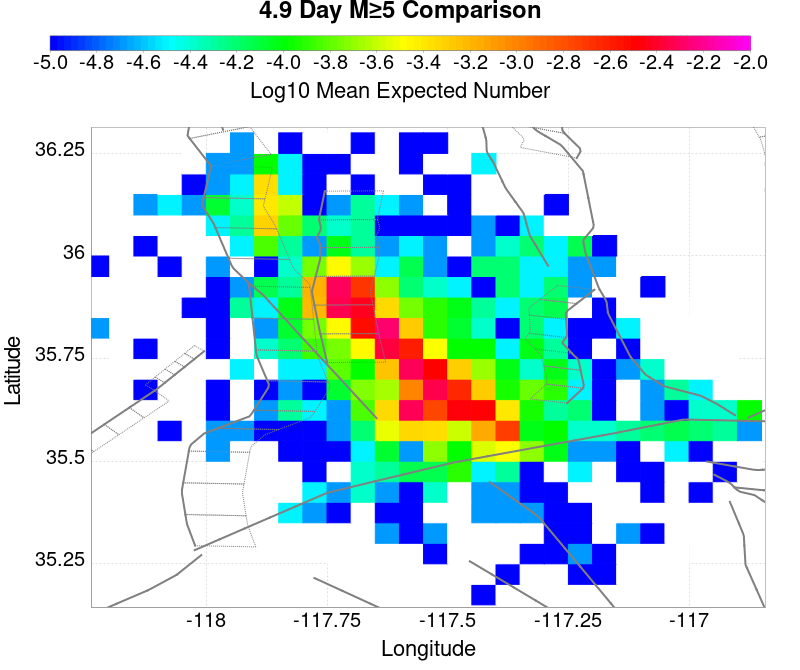 4.9 Day M≥5 Comparison
-5.0 -4.8 -4.6 -4.4 -4.2 -4.0 -3.8 -3.6 -3.4 -3.2 -3.0 -2.8 -2.6 -2.4 -2.2 -2.0
Log10 Mean Expected Number
36.25
36
35.75
35.5
35.25
Latitude
-118 -117.75 -117.5 -117.25 -117
Longitude